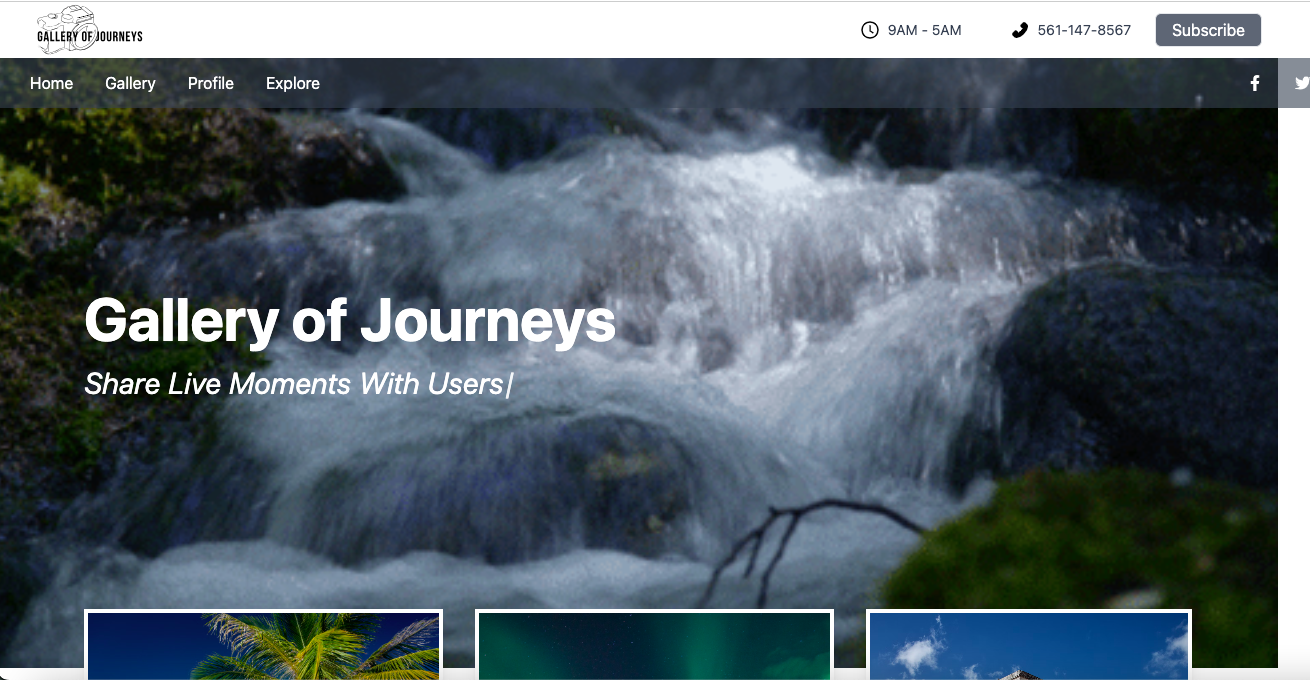 GALLERY OF JOURNEYS
9AM - 5AM
561-147-8567
Subscribe
Home Gallery Profile Explore
Gallery of Journeys
Share Live Moments With Users|